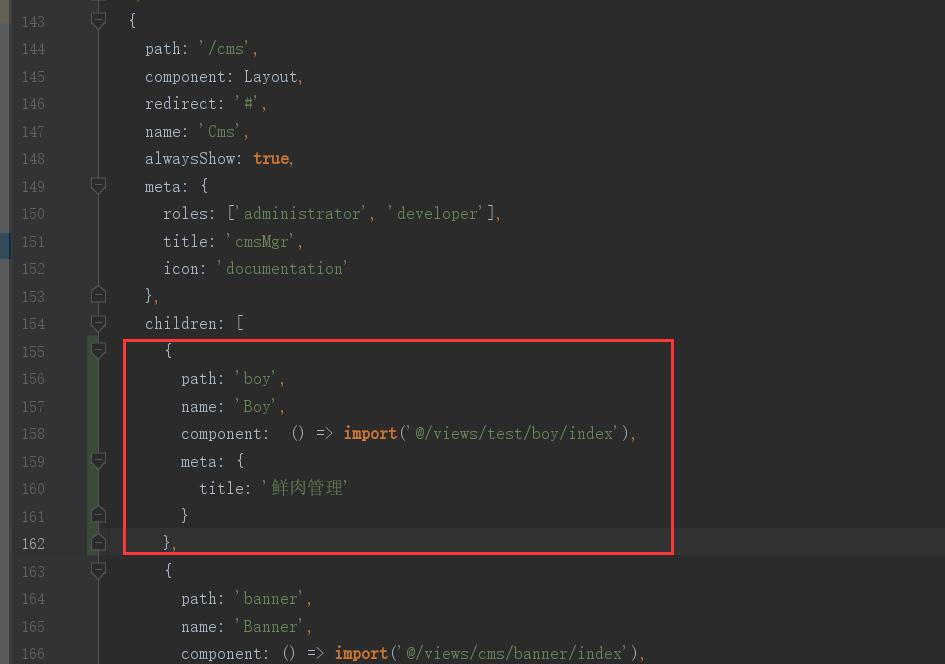 143 {
144 path: '/cms',
145 component: Layout,
146 redirect: '#',
147 name: 'Cms',
148 alwaysShow: true,
149 meta: {
150 roles: ['administrator', 'developer'],
151 title: 'cmsMgr',
152 icon: 'documentation'
153 },
154 children: [
155 {
156 path: 'boy',
157 name: 'Boy',
158 component:  () => import('@/views/test/boy/index'),
159 meta: {
160 title: '鲜肉管理'
161 }
162 },
163 {
164 path: 'banner',
165 name: 'Banner',
166 component: () => import('@/views/cms/banner/index'),